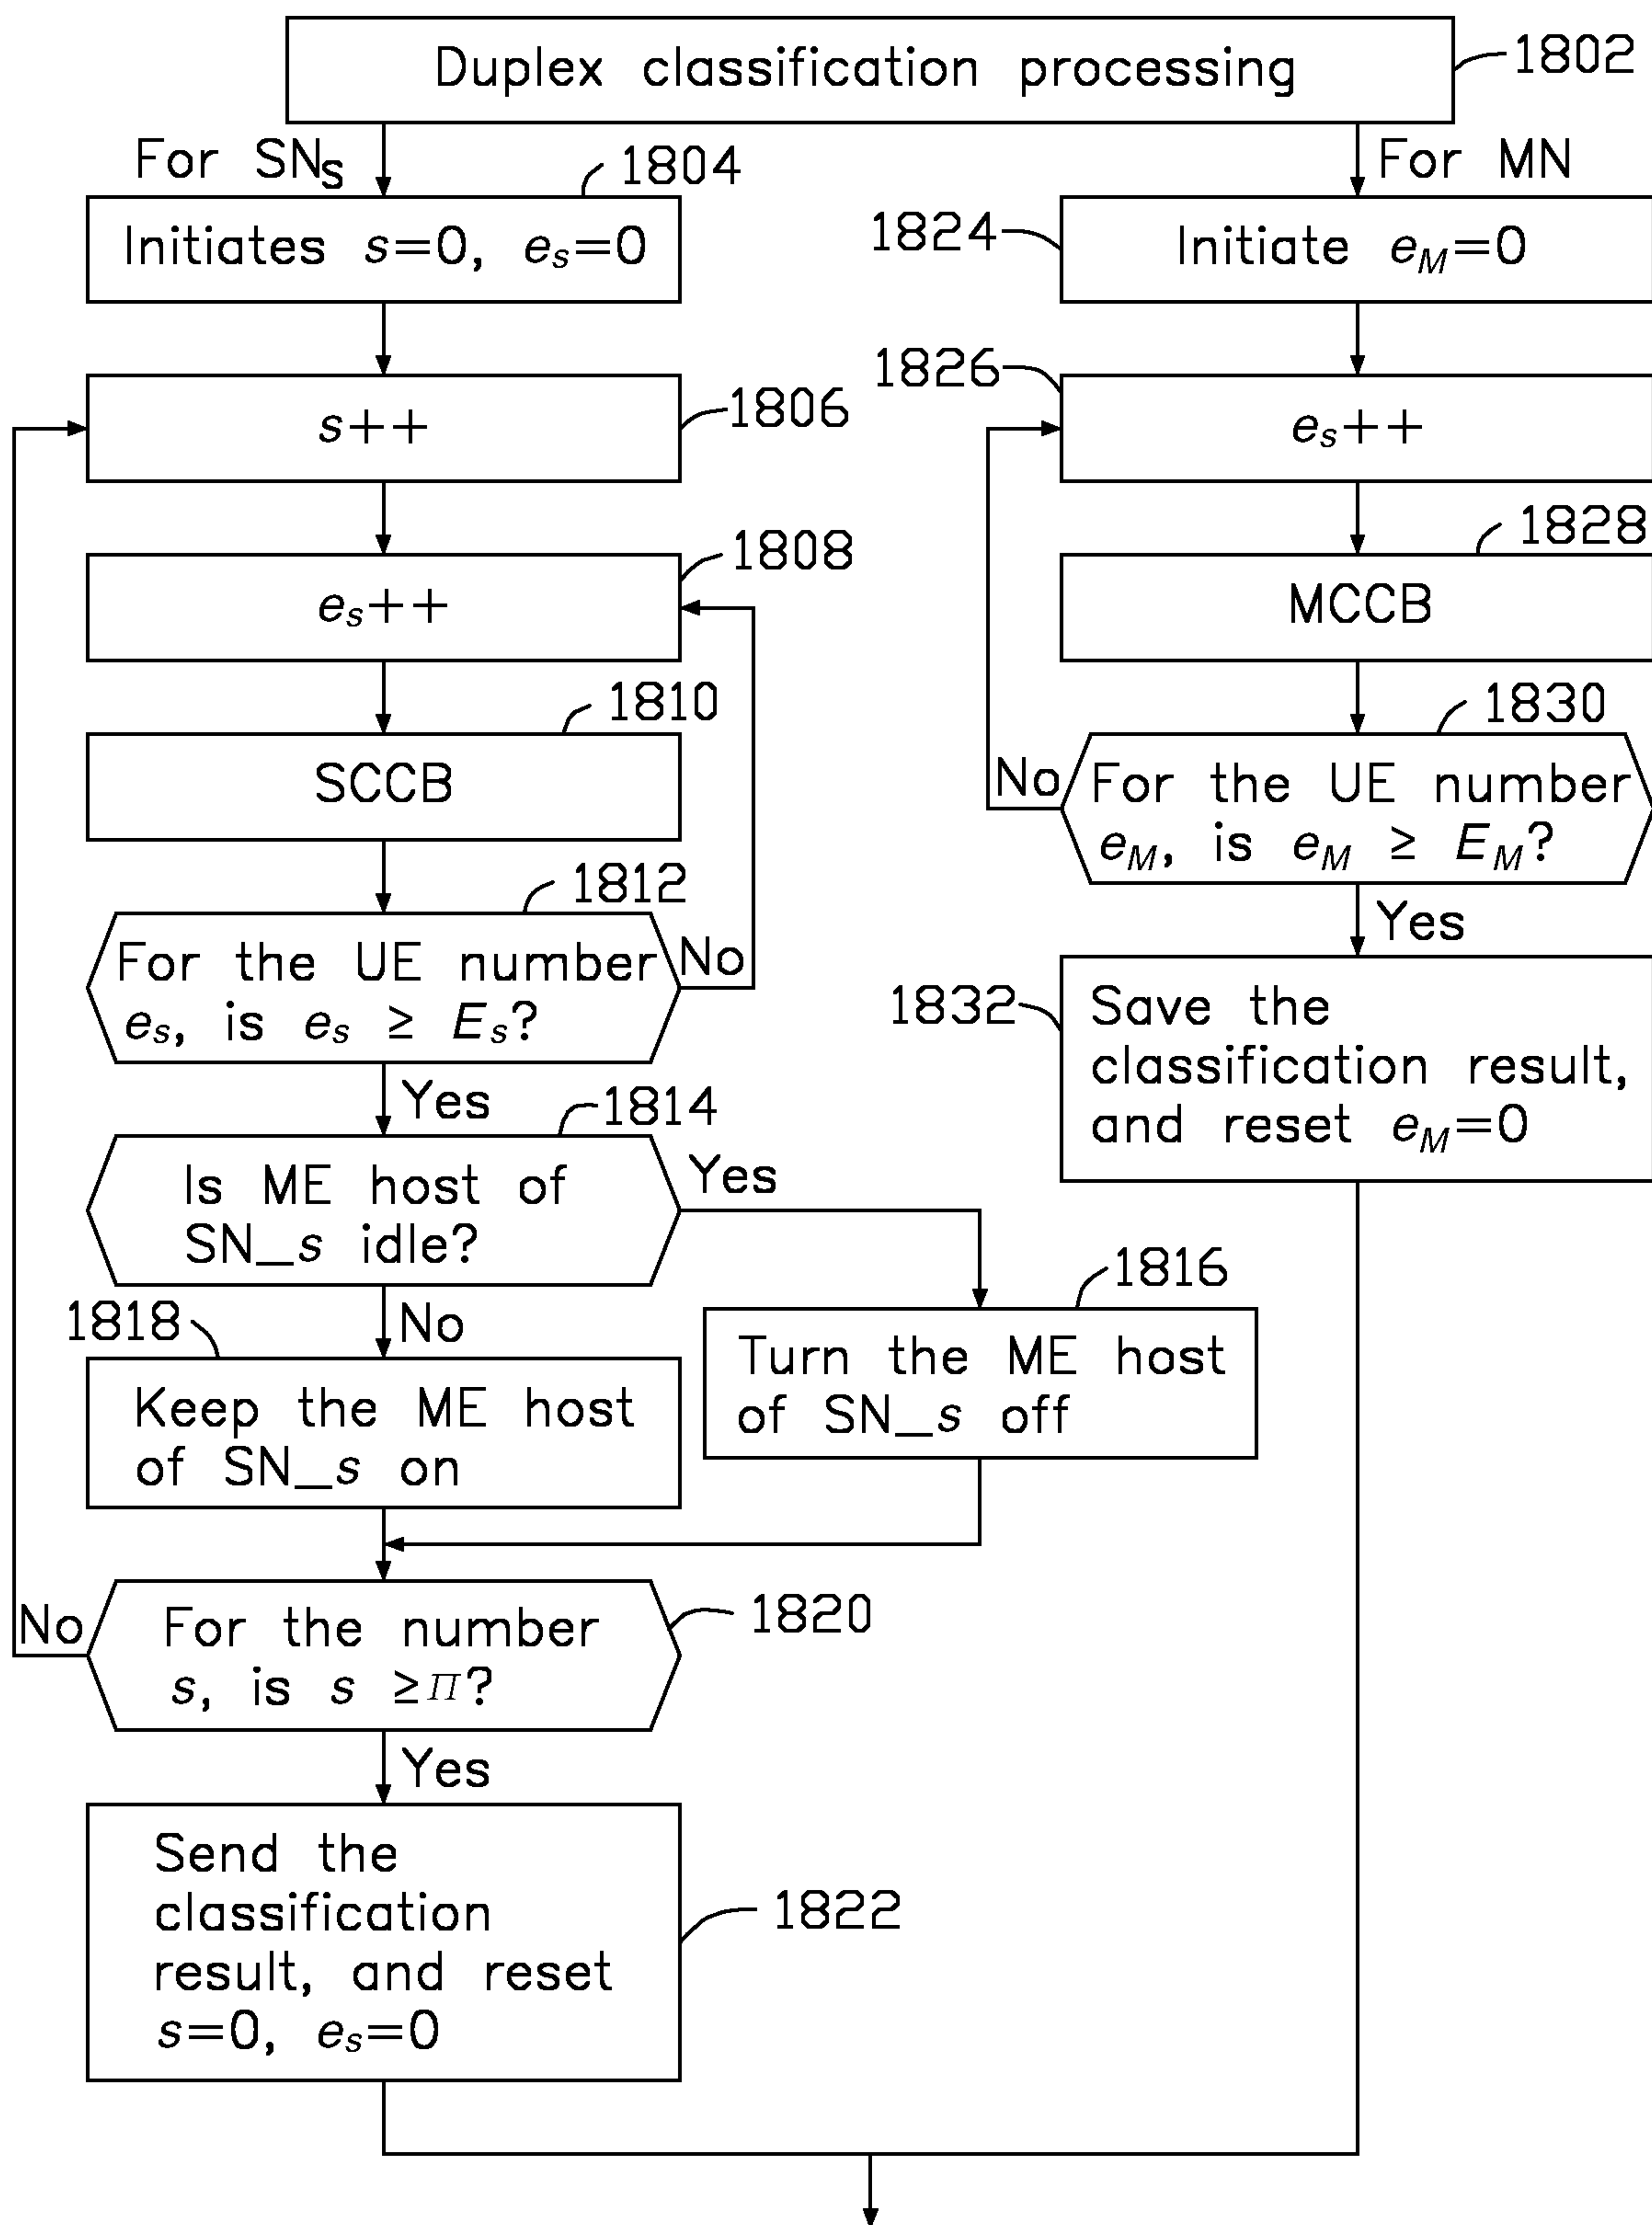 Duplex classification processing
1802
For SNs
1804
Initiates s=0, es=0
s++
1806
es++
1808
SCCB
1810
1812
For the UE number
es, is es ≥ Es?
No
Yes
1814
Is ME host of
SN_s idle?
Yes
1816
Turn the ME host
of SN_s off
No
1818
Keep the ME host
of SN_s on
For the number
s, is s ≥Π?
1820
No
Yes
Send the
classification
result, and reset
s=0, es=0
1822
For MN
1824
Initiate eM=0
1826
es++
1828
MCCB
1830
For the UE number
eM, is eM ≥ EM?
No
Yes
1832
Save the
classification result,
and reset eM=0